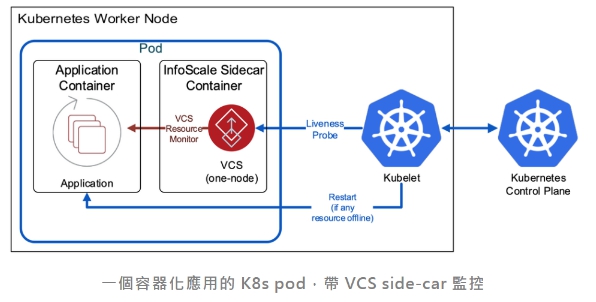 Kubernetes Worker Node
Pod
Application
Container
InfoScale Sidecar
Container
VCS
Resource
Monitor
VCS
(one-node)
Application
Liveness
Probe
Kubelet
Restart
(if any
resource offline)
Kubernetes
Control Plane
一個容器化應用的 K8s pod，帶 VCS side-car 監控